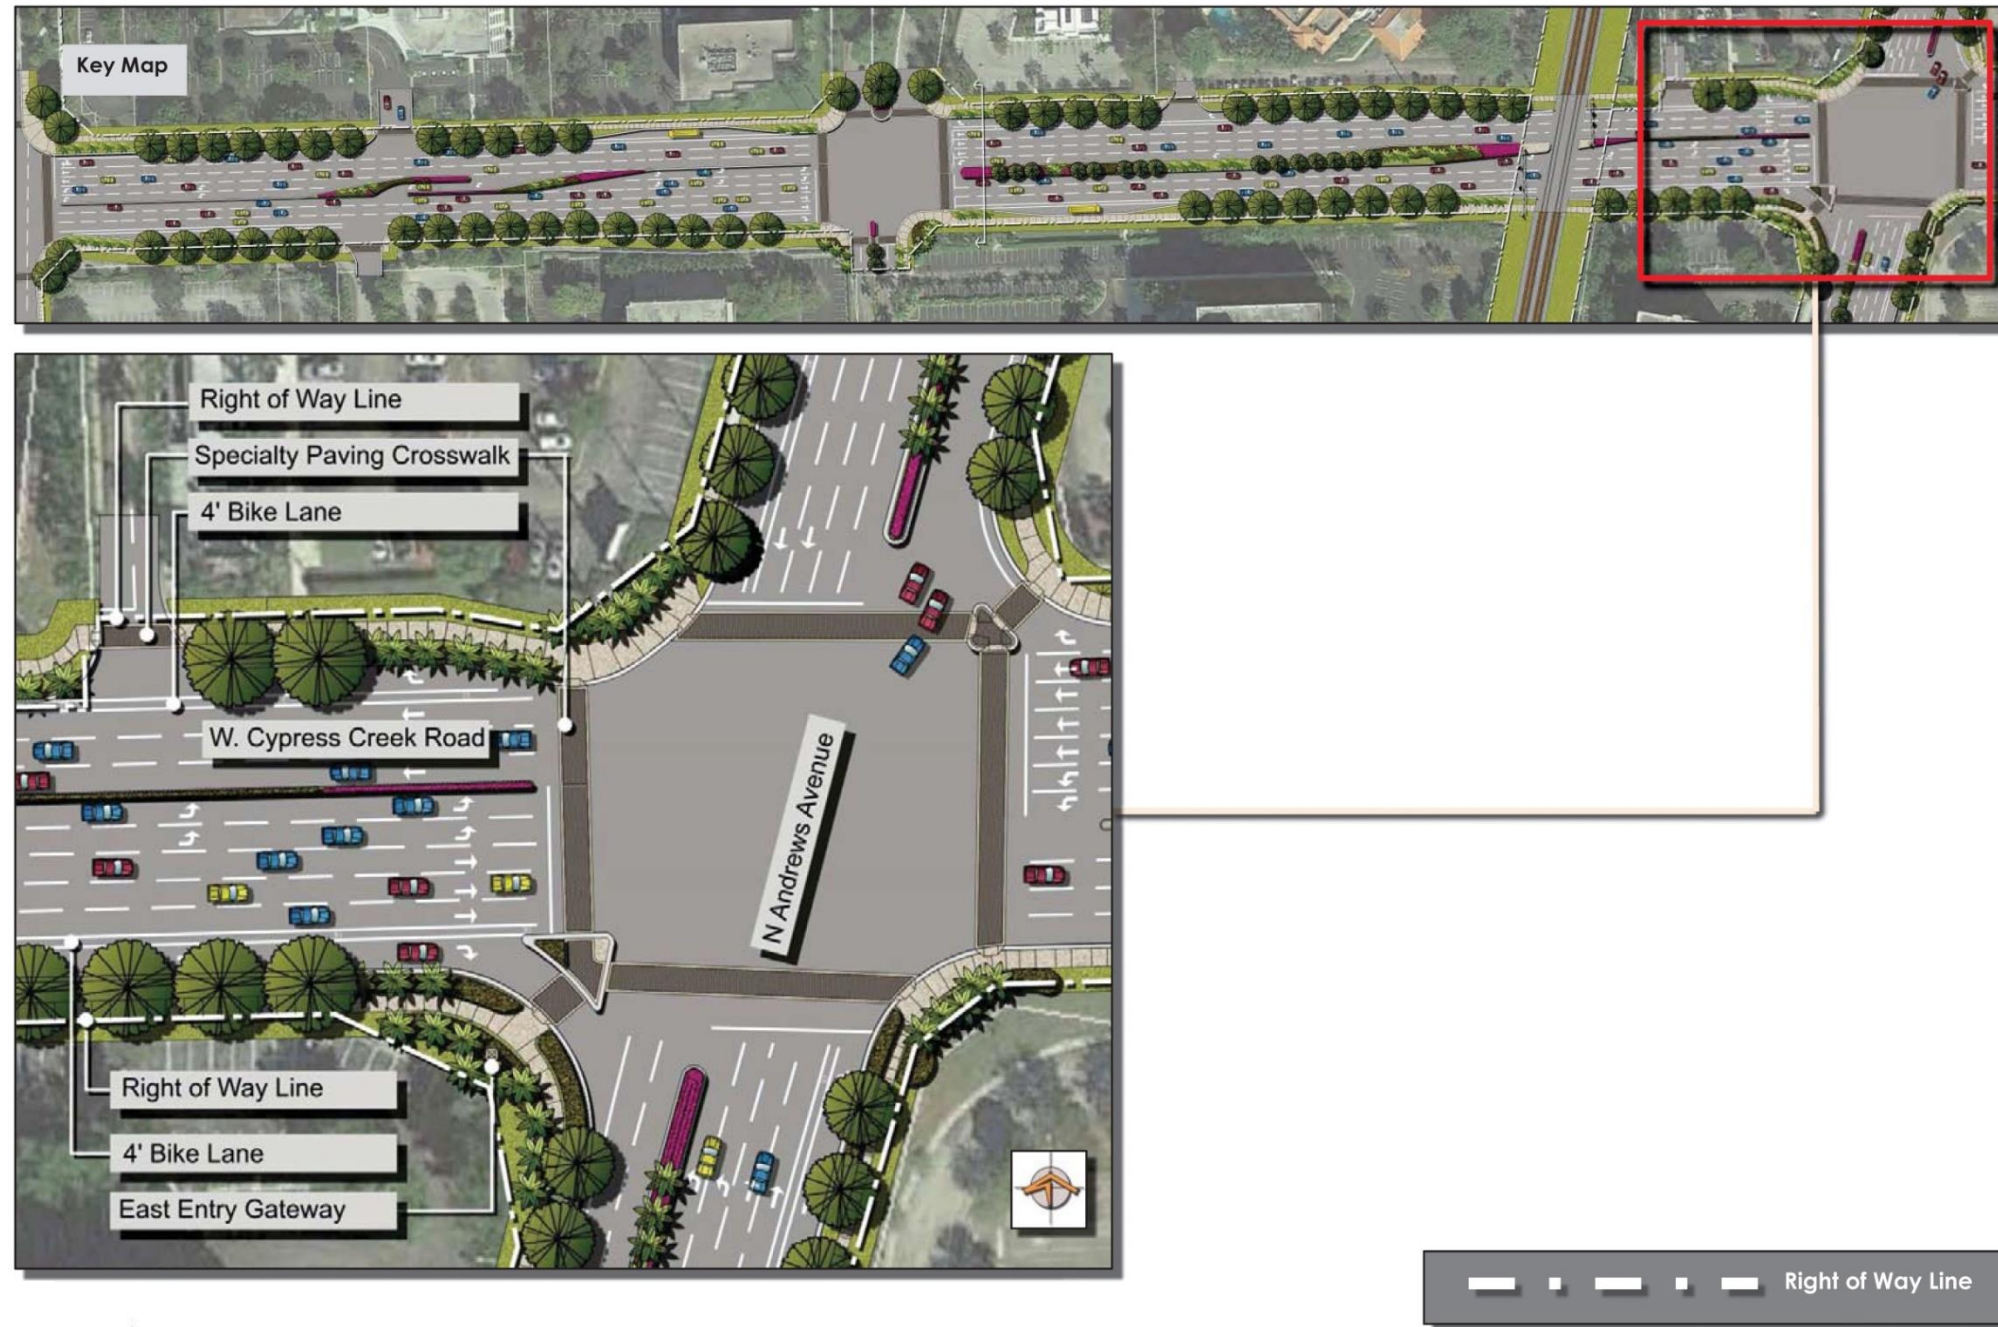 Key Map
Right of Way Line
Specialty Paving Crosswalk
4' Bike Lane
W. Cypress Creek Road
N Andrews Avenue
Right of Way Line
4' Bike Lane
East Entry Gateway
Right of Way Line